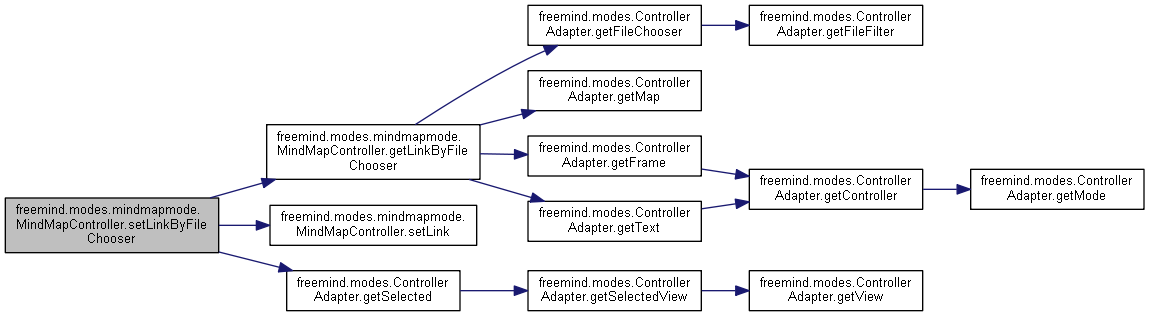 freemind.modes.Controller
Adapter.getFileChooser
freemind.modes.Controller
Adapter.getFileFilter
freemind.modes.Controller
Adapter.getMap
freemind.modes.mindmapmode.
MindMapController.getLinkByFile
Chooser
freemind.modes.Controller
Adapter.getFrame
freemind.modes.Controller
Adapter.getController
freemind.modes.Controller
Adapter.getMode
freemind.modes.mindmapmode.
MindMapController.setLinkByFile
Chooser
freemind.modes.mindmapmode.
MindMapController.setLink
freemind.modes.Controller
Adapter.getText
freemind.modes.Controller
Adapter.getSelected
freemind.modes.Controller
Adapter.getSelectedView
freemind.modes.Controller
Adapter.getView